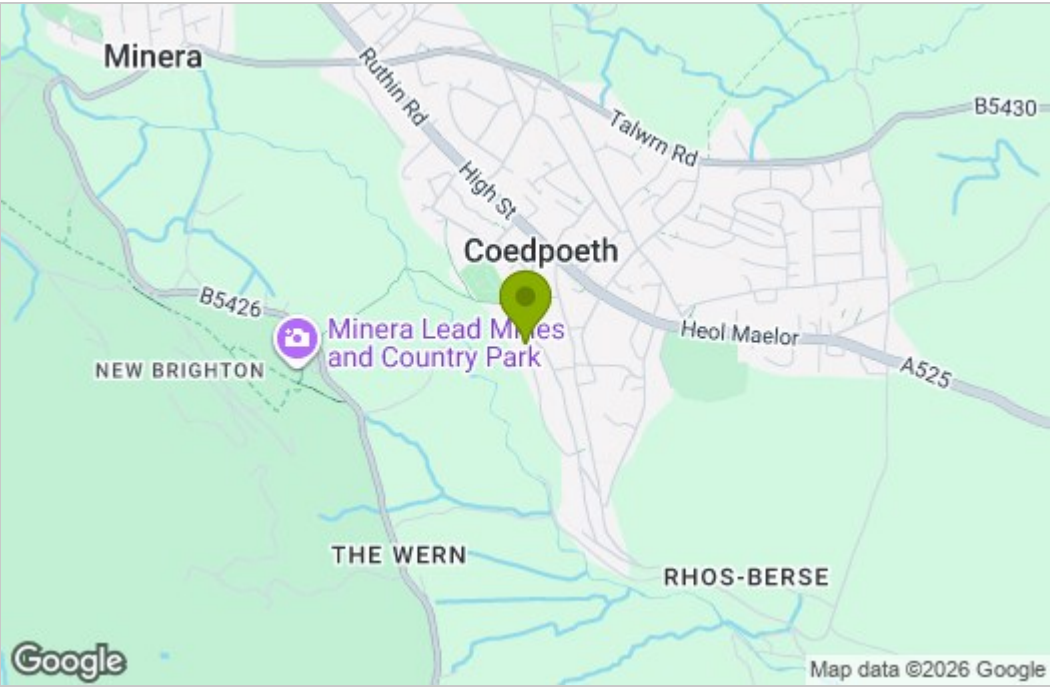 Minera
Ruthin Rd
Talwrn Rd
B5430
High St
Coedpoeth
B5426
Minera Lead Mines
and Country Park
Heol Maelor
NEW BRIGHTON
A525
THE WERN
RHOS-BERSE
Google
Map data ©2026 Google